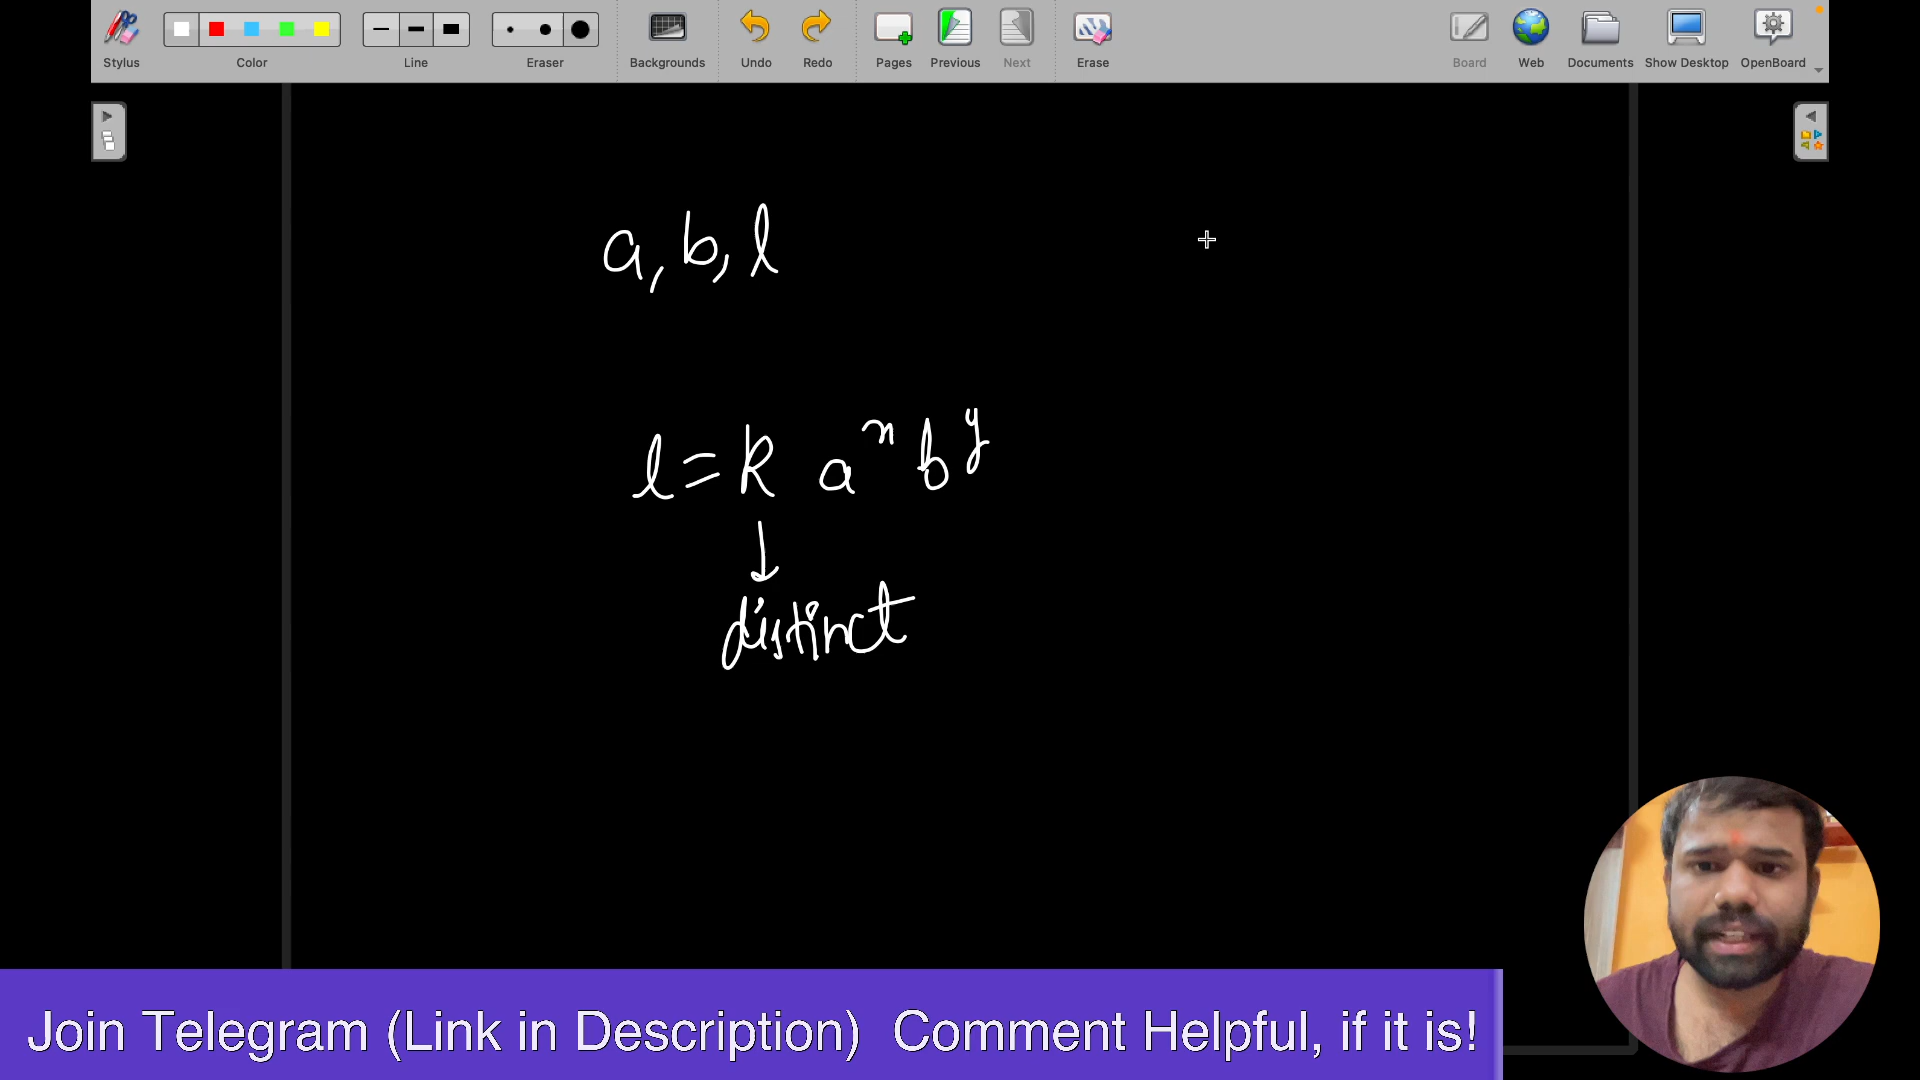 Stylus Color Line Eraser Backgrounds Undo Redo Pages Previous Next Erase Board Web Documents Show Desktop OpenBoard
a, b, l
l = k a^x b^y
distinct
Join Telegram (Link in Description) Comment Helpful, if it is!